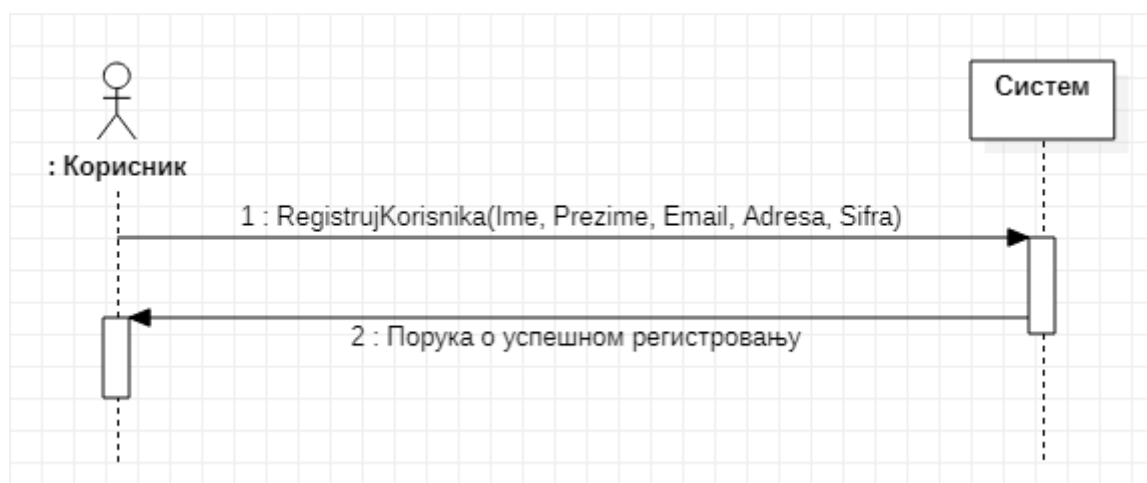 Систем
: Корисник
1 : RegistrujKorisnika(Ime, Prezime, Email, Adresa, Sifra)
2 : Порука о успешном регистровању